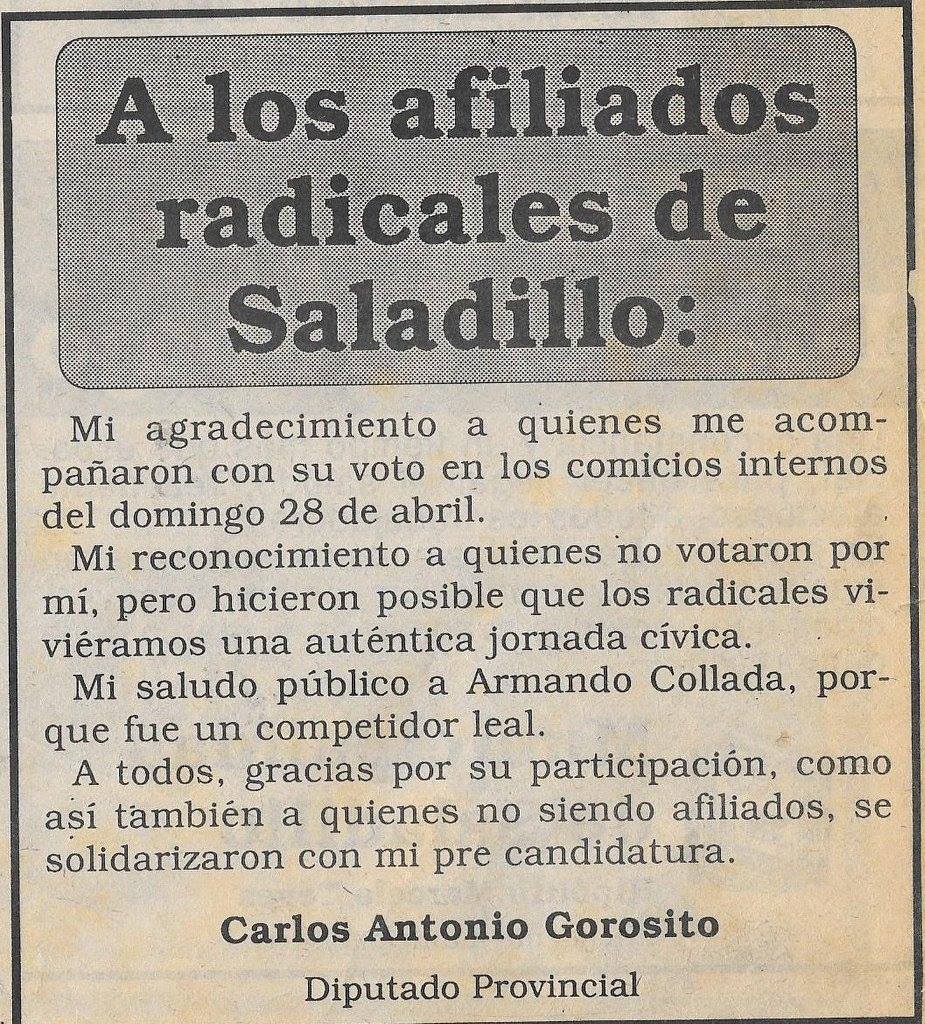 A los afiliados
radicales de
Saladillo:
Mi agradecimiento a quienes me acom-
pañaron con su voto en los comicios internos
del domingo 28 de abril.
Mi reconocimiento a quienes no votaron por
mí, pero hicieron posible que los radicales vi-
viéramos una auténtica jornada cívica.
Mi saludo público a Armando Collada, por-
que fue un competidor leal.
A todos, gracias por su participación, como
así también a quienes no siendo afiliados, se
solidarizaron con mi pre candidatura.
Carlos Antonio Gorosito
Diputado Provincial